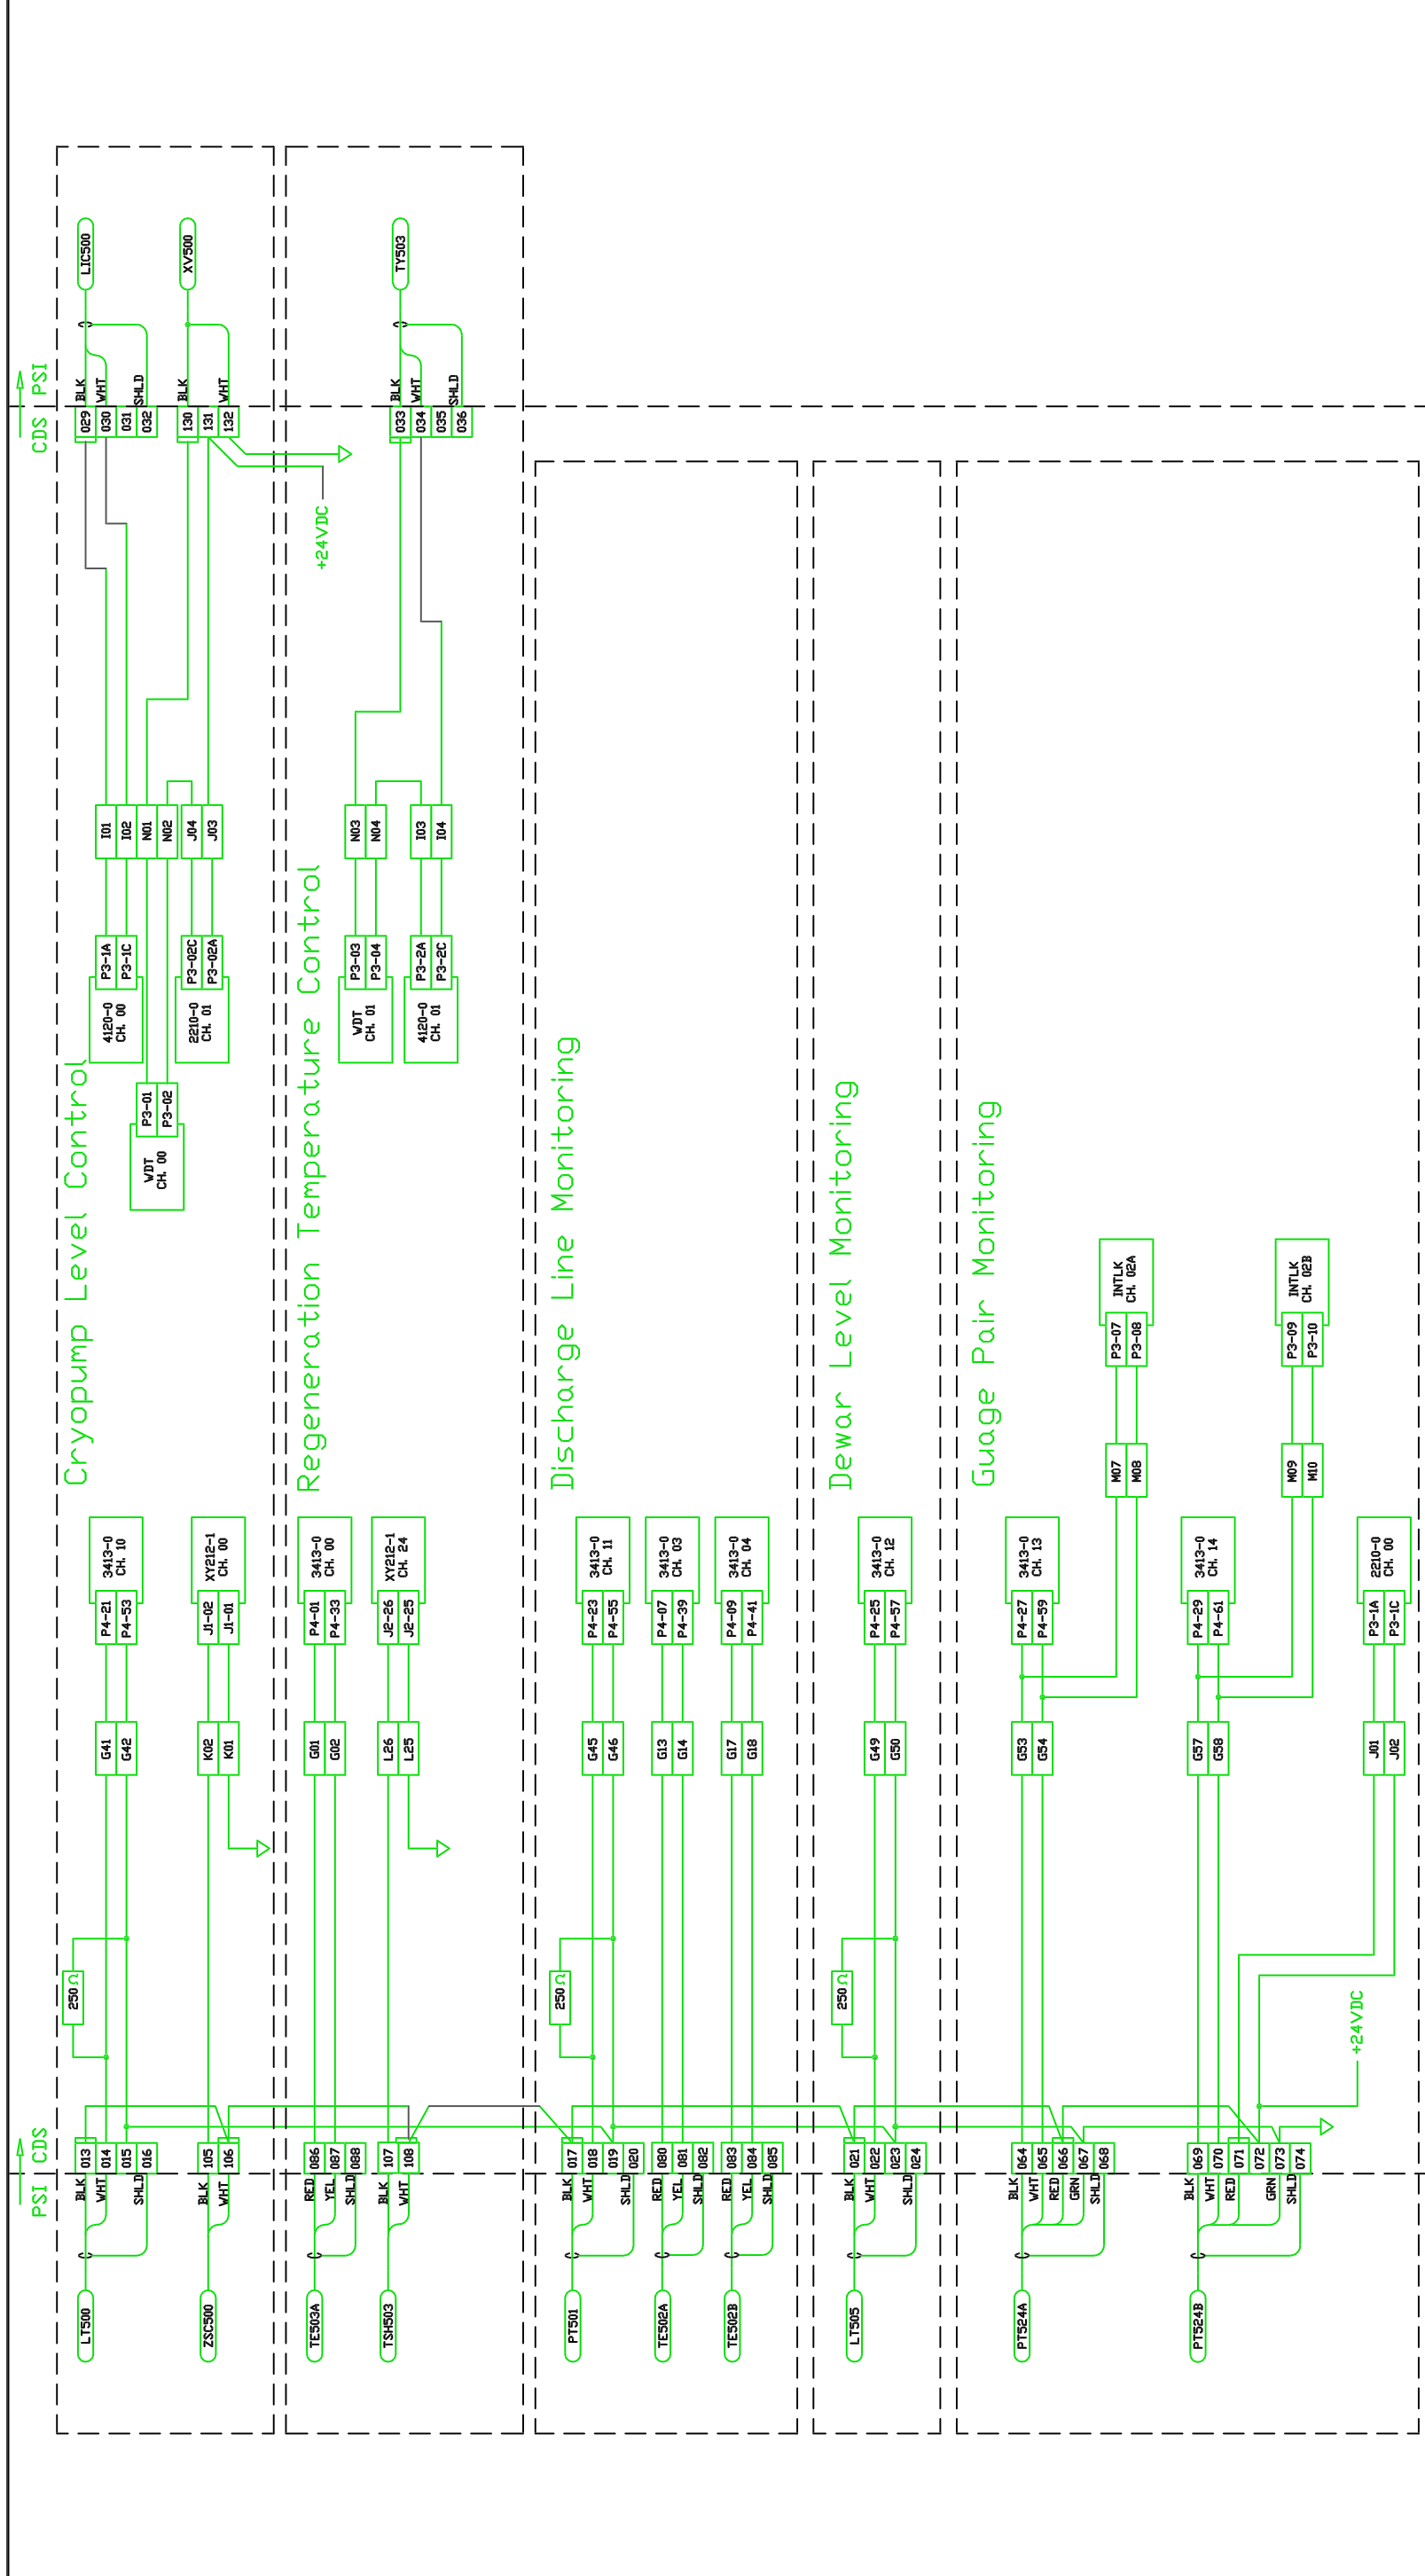 PSI CDS
CDS PSI
Cryopump Level Control
LT500
BLK
WHT
SHLD
013
014
015
016
250Ω
G41
G42
P4-21
P4-53
3413-0
CH. 10
4120-0
CH. 00
P3-1A
P3-1C
I01
I02
029
030
031
032
BLK
WHT
SHLD
LIC500
WDT
CH. 00
P3-01
P3-02
N01
N02
ZSC500
BLK
WHT
105
106
K02
K01
J1-02
J1-01
XY212-1
CH. 00
2210-0
CH. 01
P3-02C
P3-02A
J04
J03
130
131
132
BLK
WHT
XV500
+24VDC
Regeneration Temperature Control
TE503A
RED
YEL
SHLD
086
087
088
G01
G02
P4-01
P4-33
3413-0
CH. 00
WDT
CH. 01
P3-03
P3-04
N03
N04
TSH503
BLK
WHT
107
108
L26
L25
J2-26
J2-25
XY212-1
CH. 24
4120-0
CH. 01
P3-2A
P3-2C
I03
I04
033
034
035
036
BLK
WHT
SHLD
TY503
Discharge Line Monitoring
PT501
BLK
WHT
SHLD
017
018
019
020
250Ω
G45
G46
P4-23
P4-55
3413-0
CH. 11
TE502A
RED
YEL
SHLD
080
081
082
G13
G14
P4-07
P4-39
3413-0
CH. 03
TE502B
RED
YEL
SHLD
083
084
085
G17
G18
P4-09
P4-41
3413-0
CH. 04
Dewar Level Monitoring
LT505
BLK
WHT
SHLD
021
022
023
024
250Ω
G49
G50
P4-25
P4-57
3413-0
CH. 12
Guage Pair Monitoring
PT524A
BLK
WHT
RED
GRN
SHLD
064
065
066
067
068
G53
G54
P4-27
P4-59
3413-0
CH. 13
M07
M08
P3-07
P3-08
INTLK
CH. 02A
PT524B
BLK
WHT
RED
GRN
SHLD
069
070
071
072
073
074
G57
G58
P4-29
P4-61
3413-0
CH. 14
M09
M10
P3-09
P3-10
INTLK
CH. 02B
+24VDC
J01
J02
P3-1A
P3-1C
2210-0
CH. 00